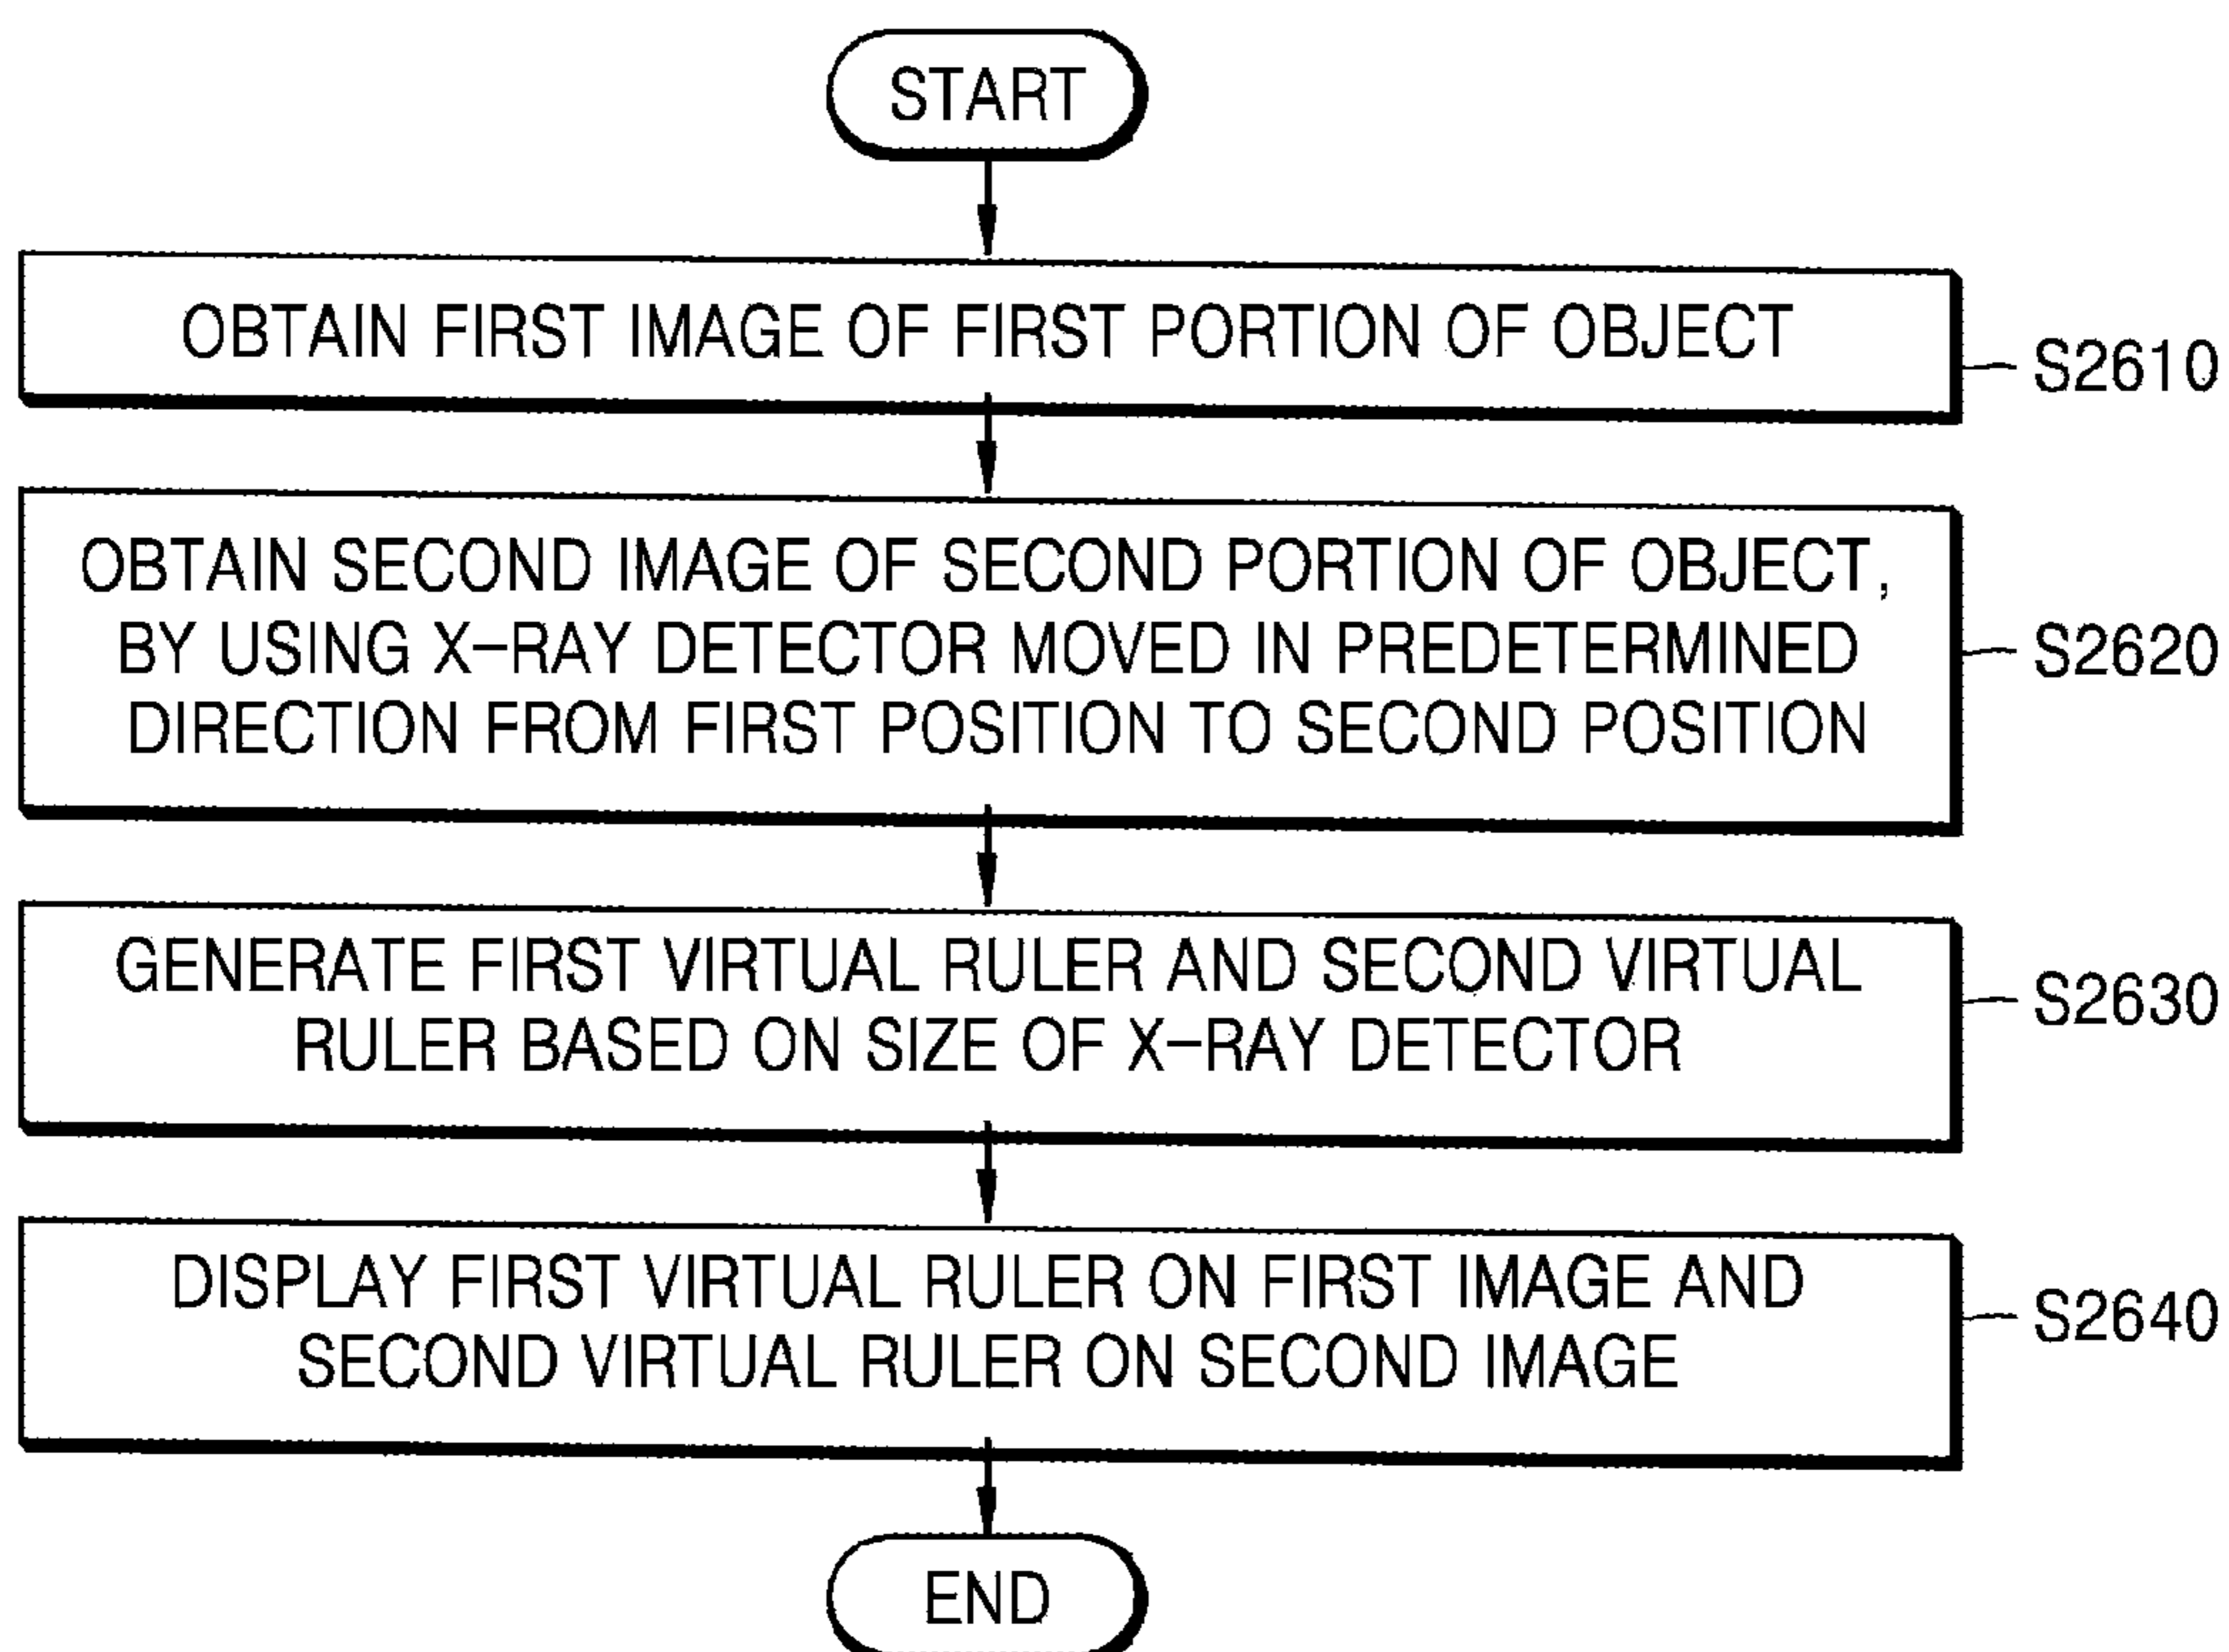 START
OBTAIN FIRST IMAGE OF FIRST PORTION OF OBJECT
S2610
OBTAIN SECOND IMAGE OF SECOND PORTION OF OBJECT,
BY USING X-RAY DETECTOR MOVED IN PREDETERMINED
DIRECTION FROM FIRST POSITION TO SECOND POSITION
S2620
GENERATE FIRST VIRTUAL RULER AND SECOND VIRTUAL
RULER BASED ON SIZE OF X-RAY DETECTOR
S2630
DISPLAY FIRST VIRTUAL RULER ON FIRST IMAGE AND
SECOND VIRTUAL RULER ON SECOND IMAGE
S2640
END